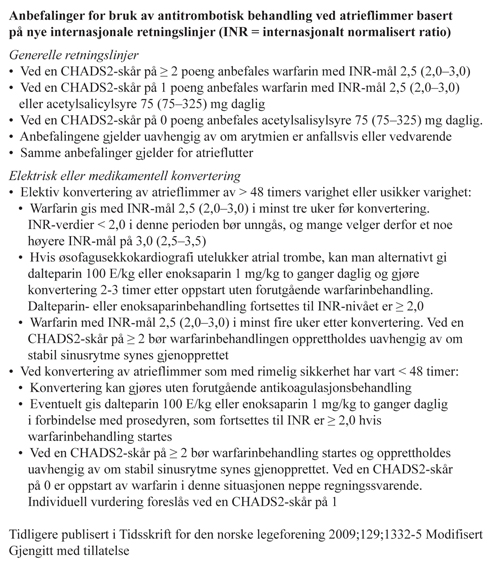 Anbefalinger for bruk av antitrombotisk behandling ved atrieflimmer basert
på nye internasjonale retningslinjer (INR = internasjonalt normalisert ratio)
Generelle retningslinjer
• Ved en CHADS2-skår på ≥ 2 poeng anbefales warfarin med INR-mål 2,5 (2,0–3,0)
• Ved en CHADS2-skår på 1 poeng anbefales warfarin med INR-mål 2,5 (2,0–3,0)
eller acetylsalicylsyre 75 (75–325) mg daglig
• Ved en CHADS2-skår på 0 poeng anbefales acetylsalisylsyre 75 (75–325) mg daglig.
• Anbefalingene gjelder uavhengig av om arytmien er anfallsvis eller vedvarende
• Samme anbefalinger gjelder for atrieflutter
Elektrisk eller medikamentell konvertering
• Elektiv konvertering av atrieflimmer av > 48 timers varighet eller usikker varighet:
• Warfarin gis med INR-mål 2,5 (2,0–3,0) i minst tre uker før konvertering.
INR-verdier < 2,0 i denne perioden bør unngås, og mange velger derfor et noe
høyere INR-mål på 3,0 (2,5–3,5)
• Hvis øsofagusekkokardiografi utelukker atrial trombe, kan man alternativt gi
dalteparin 100 E/kg eller enoksaparin 1 mg/kg to ganger daglig og gjøre
konvertering 2-3 timer etter oppstart uten forutgående warfarinbehandling.
Dalteparin- eller enoksaparinbehandling fortsettes til INR-nivået er ≥ 2,0
• Warfarin med INR-mål 2,5 (2,0–3,0) i minst fire uker etter konvertering. Ved en
CHADS2-skår på ≥ 2 bør warfarinbehandlingen opprettholdes uavhengig av om
stabil sinusrytme synes gjenopprettet
• Ved konvertering av atrieflimmer som med rimelig sikkerhet har vart < 48 timer:
• Konvertering kan gjøres uten forutgående antikoagulasjonsbehandling
• Eventuelt gis dalteparin 100 E/kg eller enoksaparin 1 mg/kg to ganger daglig
i forbindelse med prosedyren, som fortsettes til INR er ≥ 2,0 hvis
warfarinbehandling startes
• Ved en CHADS2-skår på ≥ 2 bør warfarinbehandling startes og opprettholdes
uavhengig av om stabil sinusrytme synes gjenopprettet. Ved en CHADS2-skår
på 0 er oppstart av warfarin i denne situasjonen neppe regningssvarende.
Individuell vurdering foreslås ved en CHADS2-skår på 1
Tidligere publisert i Tidsskrift for den norske legeforening 2009;129;1332-5 Modifisert
Gjengitt med tillatelse